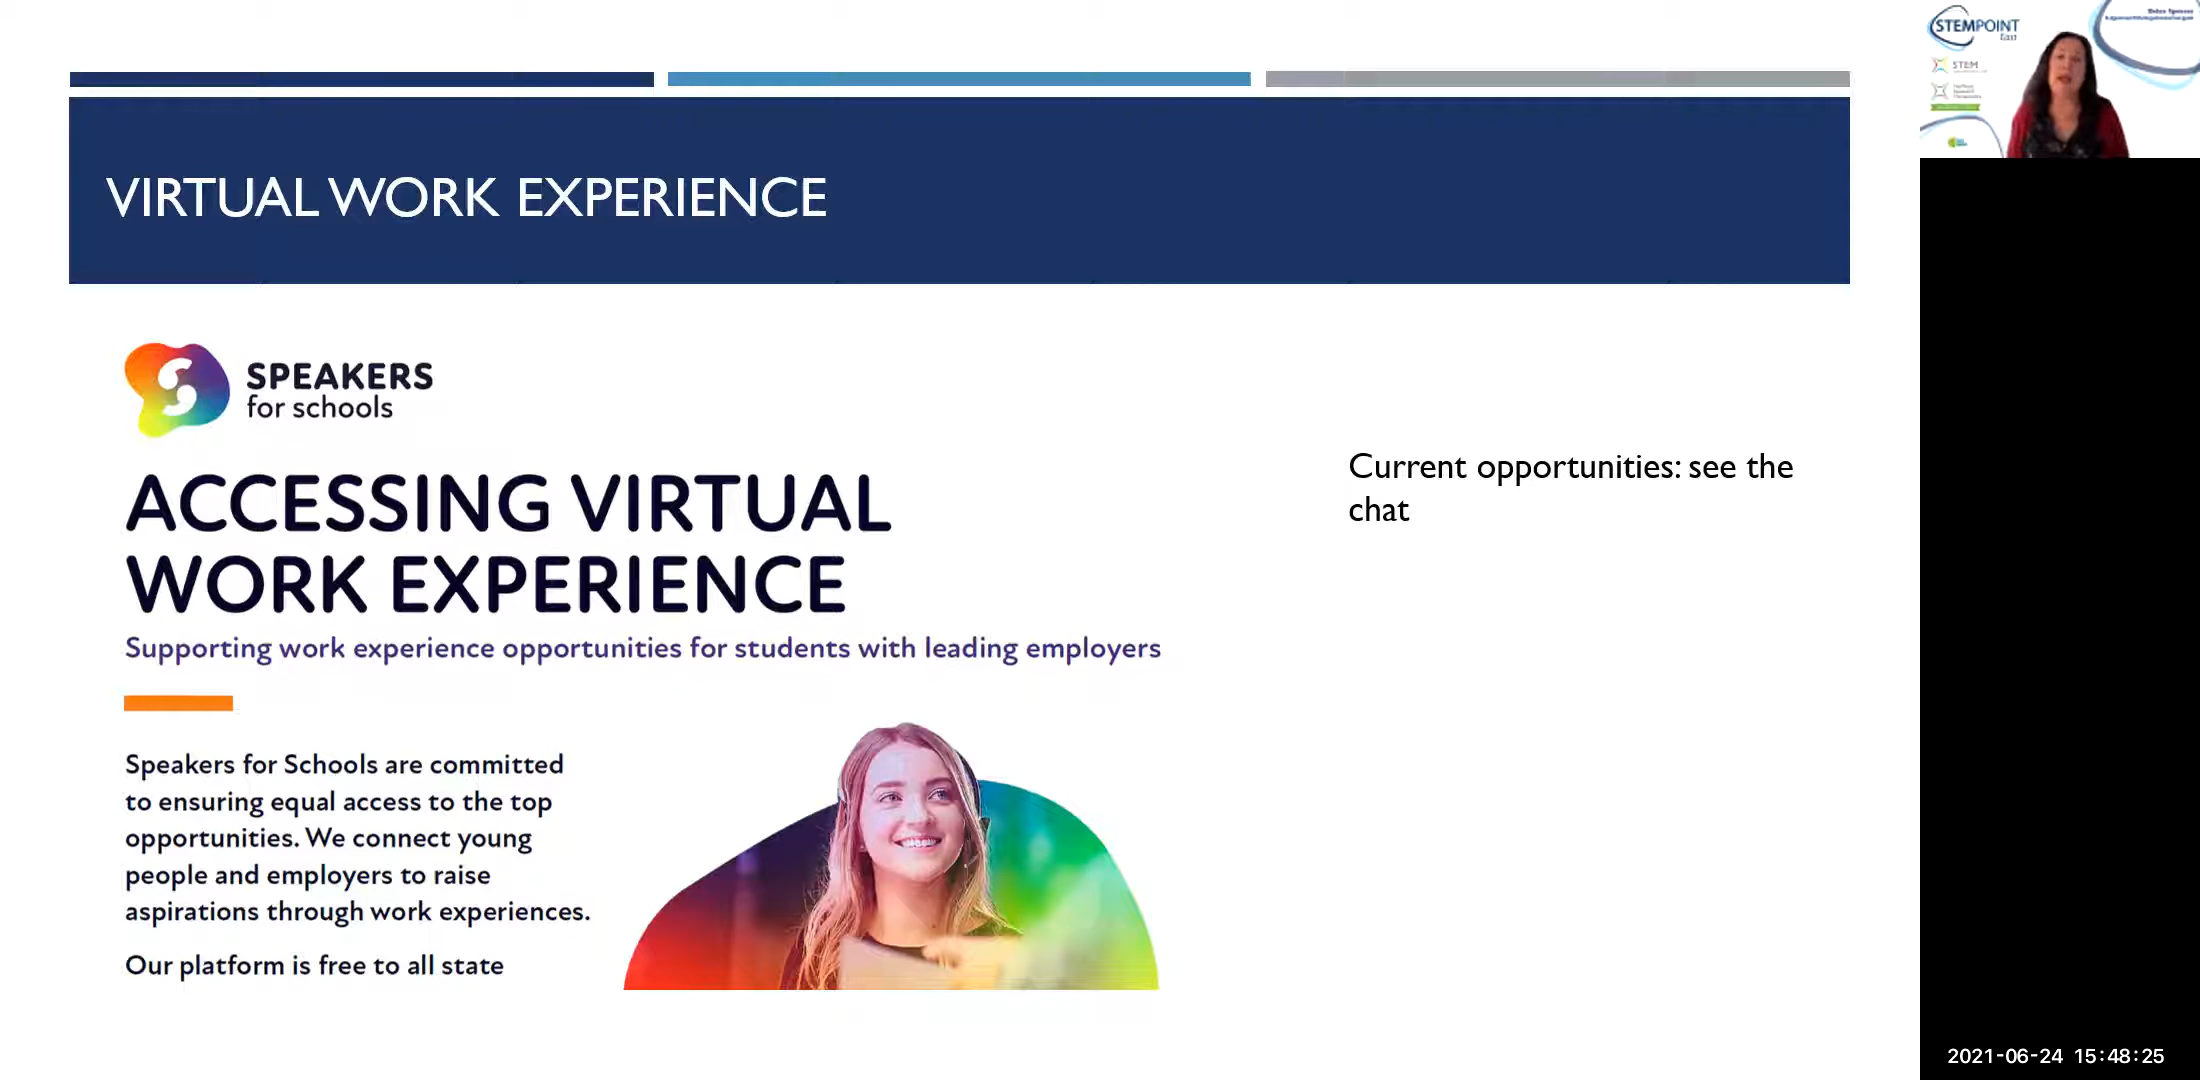 VIRTUAL WORK EXPERIENCE
SPEAKERS
for schools
ACCESSING VIRTUAL
WORK EXPERIENCE
Supporting work experience opportunities for students with leading employers
Speakers for Schools are committed
to ensuring equal access to the top
opportunities. We connect young
people and employers to raise
aspirations through work experiences.
Our platform is free to all state
Current opportunities: see the
chat
STEMPOINT
East
STEM
2021-06-24 15:48:25